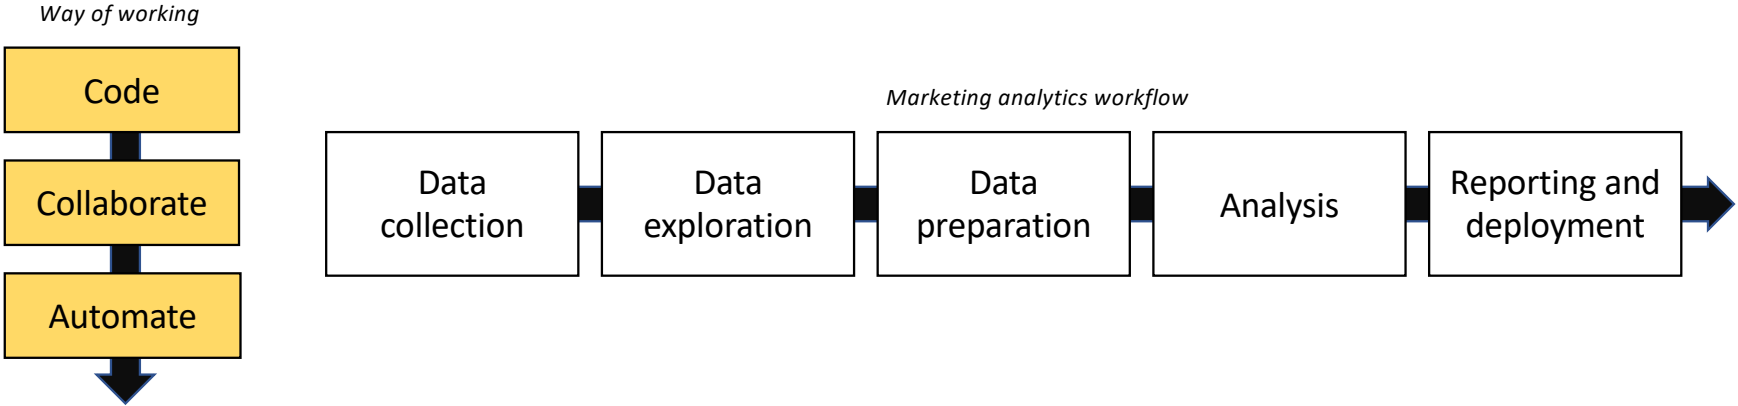 Way of working
Code
Collaborate
Automate
Marketing analytics workflow
Data
collection
Data
exploration
Data
preparation
Analysis
Reporting and
deployment